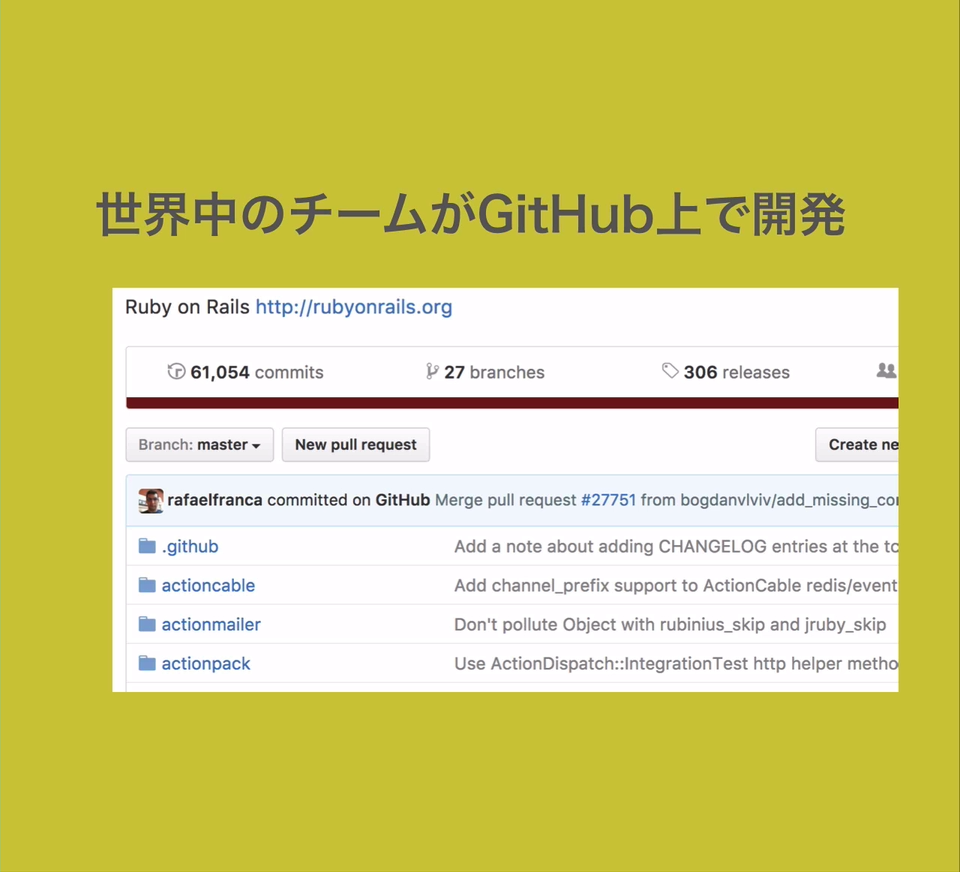 世界中のチームがGitHub上で開発
Ruby on Rails http://rubyonrails.org
61,054 commits 27 branches 306 releases
Branch: master New pull request Create ne
rafaelfranca committed on GitHub Merge pull request #27751 from bogdanvlviv/add_missing_co
.github Add a note about adding CHANGELOG entries at the to
actioncable Add channel_prefix support to ActionCable redis/event
actionmailer Don't pollute Object with rubinius_skip and jruby_skip
actionpack Use ActionDispatch::IntegrationTest http helper metho